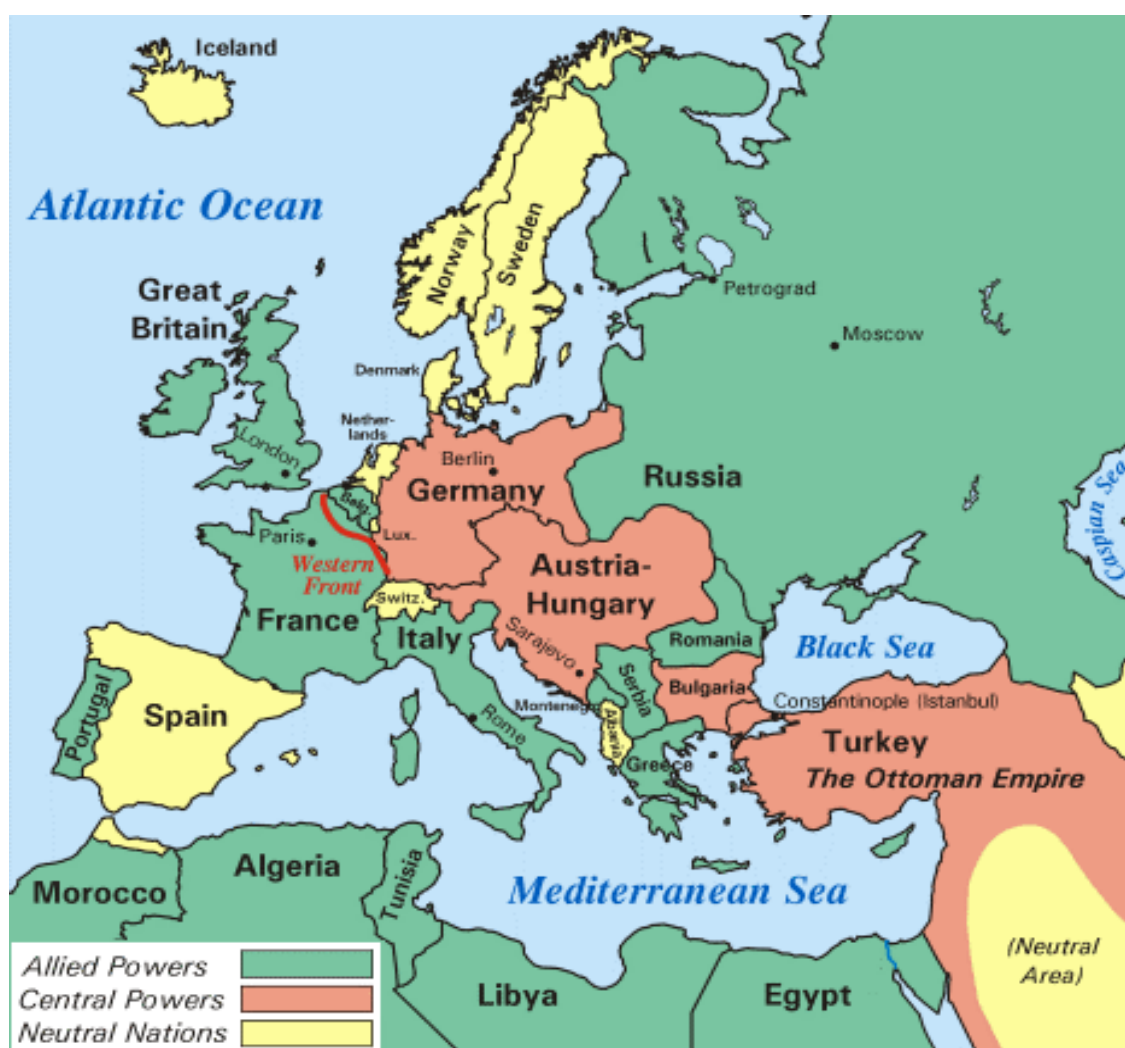 Iceland
Atlantic Ocean
Great
Britain
Norway
Sweden
Petrograd
Moscow
Denmark
Nether-
lands
London
Berlin
Germany
Belg.
Russia
Caspian Sea
Paris
Lux.
Western
Front
Austria-
Hungary
Switz.
France
Italy
Sarajevo
Romania
Black Sea
Serbia
Bulgaria
Portugal
Spain
Rome
Montenegr
Constantinople (Istanbul)
Albania
Turkey
Greece
The Ottoman Empire
Algeria
Tunisia
Morocco
Mediterranean Sea
(Neutral
Area)
Libya
Egypt
Allied Powers
Central Powers
Neutral Nations